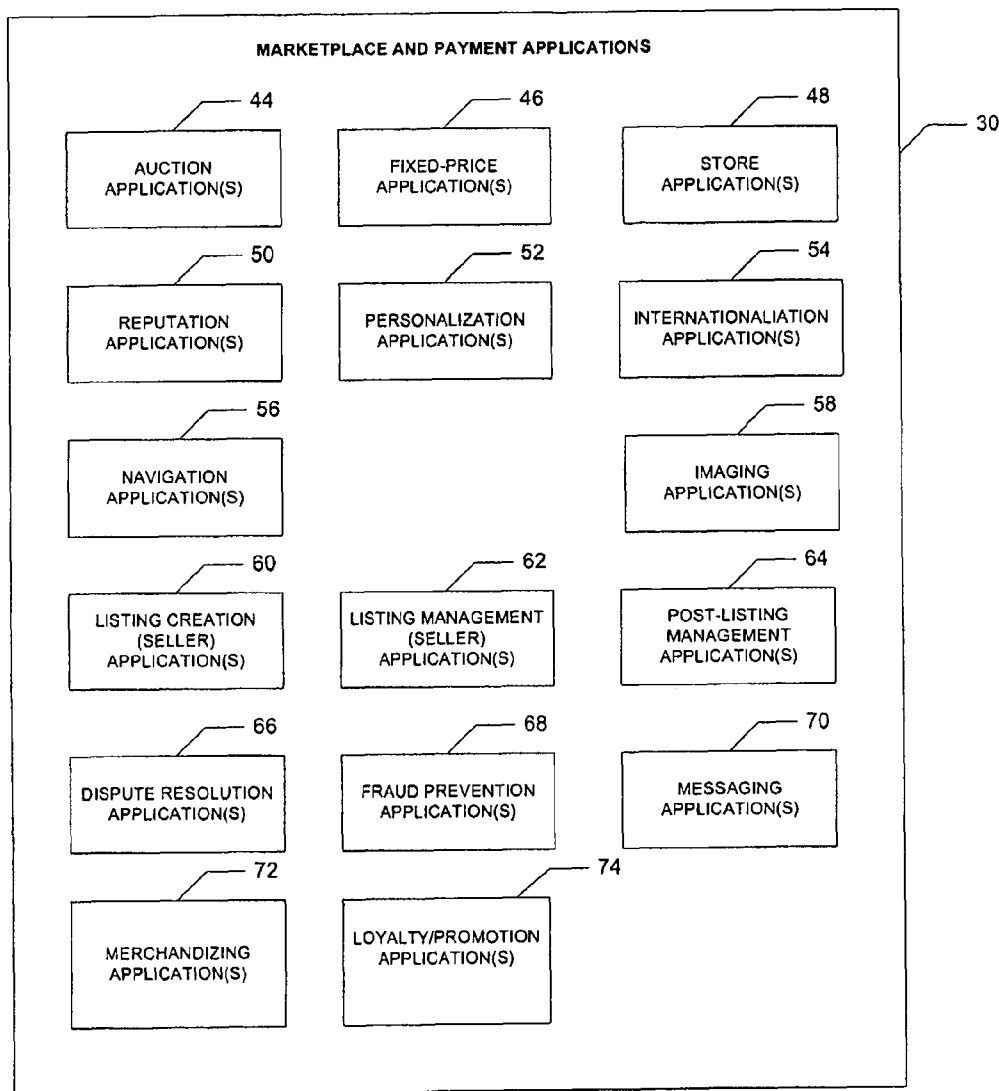 MARKETPLACE AND PAYMENT APPLICATIONS
44
46
48
30
AUCTION
APPLICATION(S)
FIXED-PRICE
APPLICATION(S)
STORE
APPLICATION(S)
50
52
54
REPUTATION
APPLICATION(S)
PERSONALIZATION
APPLICATION(S)
INTERNATIONALIATION
APPLICATION(S)
56
58
NAVIGATION
APPLICATION(S)
IMAGING
APPLICATION(S)
60
62
64
LISTING CREATION
(SELLER)
APPLICATION(S)
LISTING MANAGEMENT
(SELLER)
APPLICATION(S)
POST-LISTING
MANAGEMENT
APPLICATION(S)
66
68
70
DISPUTE RESOLUTION
APPLICATION(S)
FRAUD PREVENTION
APPLICATION(S)
MESSAGING
APPLICATION(S)
72
74
MERCHANDIZING
APPLICATION(S)
LOYALTY/PROMOTION
APPLICATION(S)